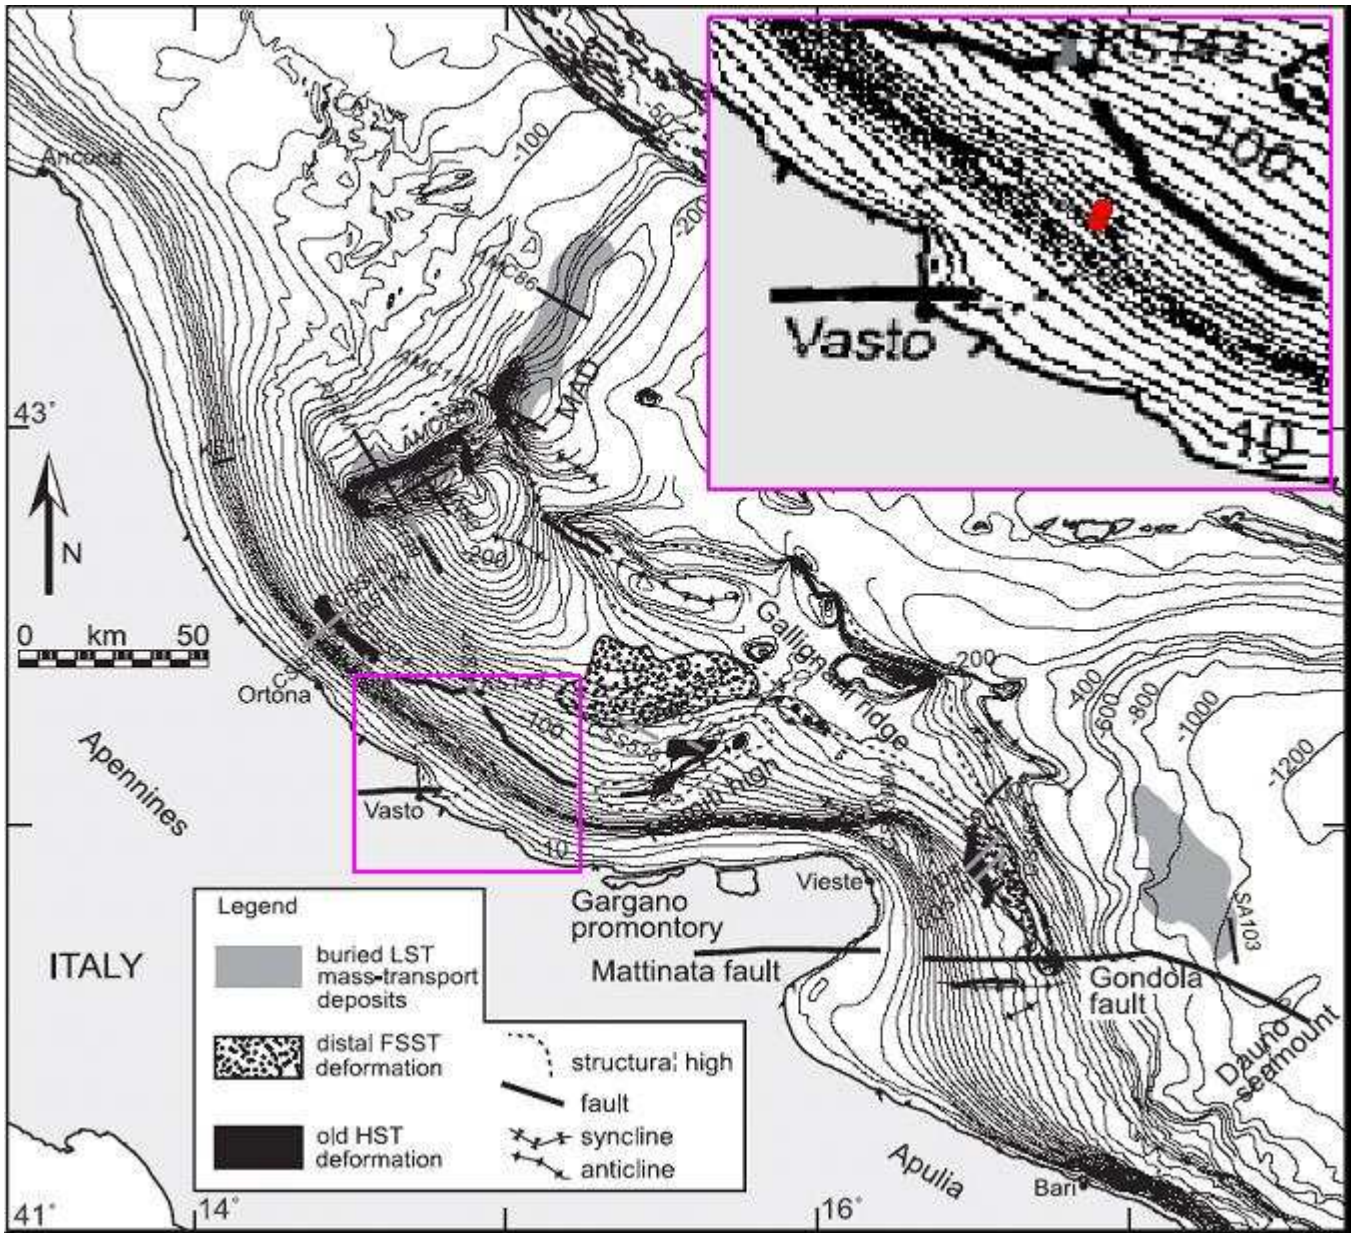 Ancona
-50
-100
-200
100
AMC86
MAD
43°
N
-200
0 km 50
Vasto
10
Ortona
Gallignani ridge
-200
-400
-600
-800
-1000
-1200
100
Apennines
Vasto
10
Vieste
Gargano
promontory
Mattinata fault
Gondola
fault
SA103
Dauno
seamount
ITALY
Legend
buried LST
mass-transport
deposits
distal FSST
deformation
old HST
deformation
structural high
fault
syncline
anticline
Apulia
Bari
41°
14°
16°